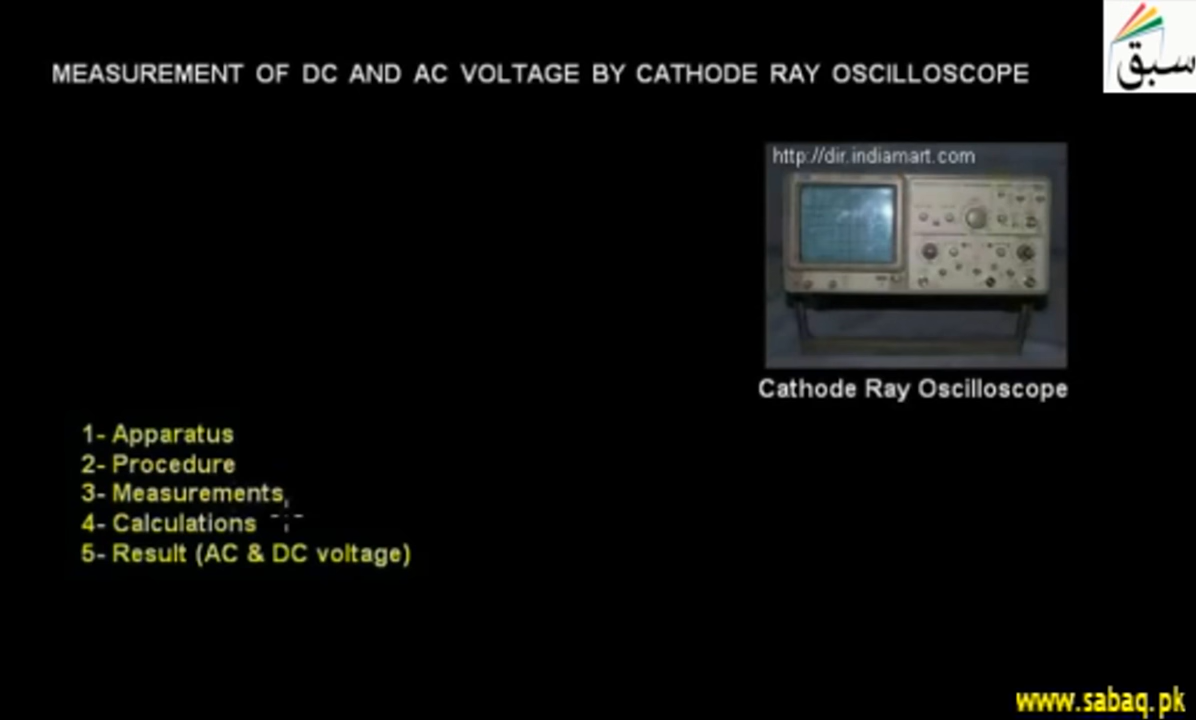 MEASUREMENT OF DC AND AC VOLTAGE BY CATHODE RAY OSCILLOSCOPE
سبق
http://dir.indiamart.com
Cathode Ray Oscilloscope
1- Apparatus
2- Procedure
3- Measurements
4- Calculations
5- Result (AC & DC voltage)
www.sabaq.pk